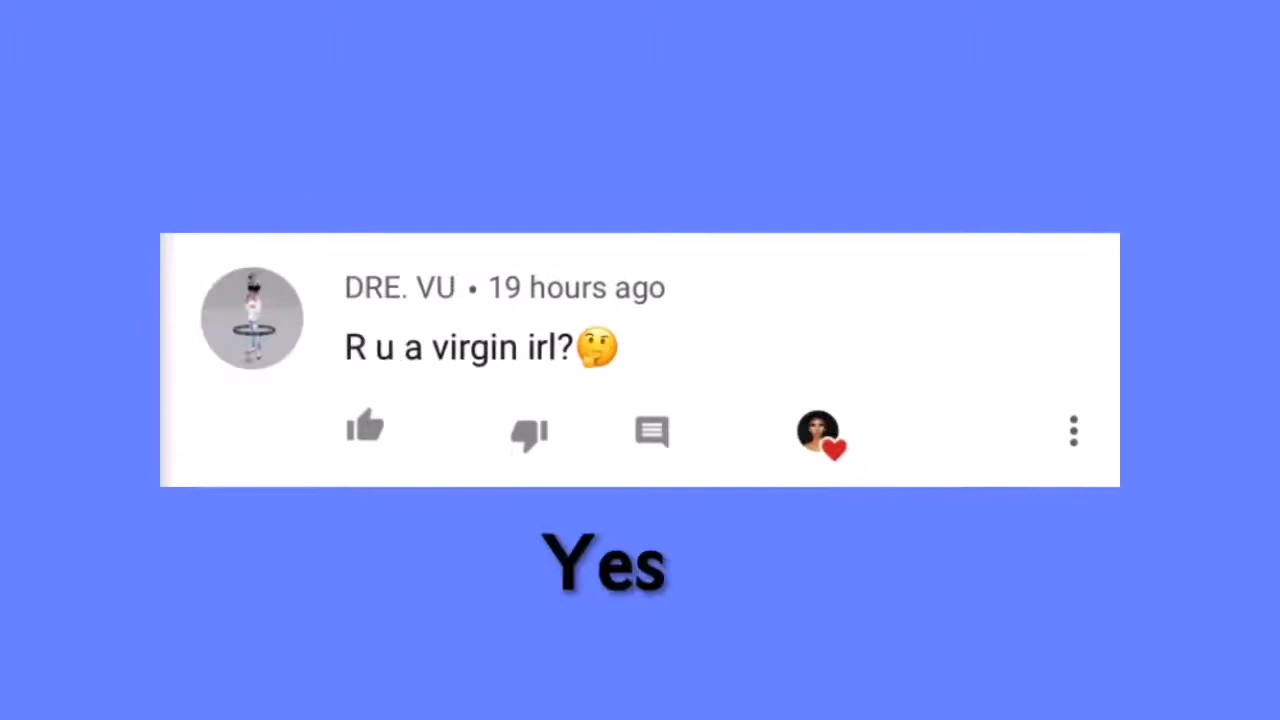 DRE. VU • 19 hours ago
R u a virgin irl?🤔
Yes